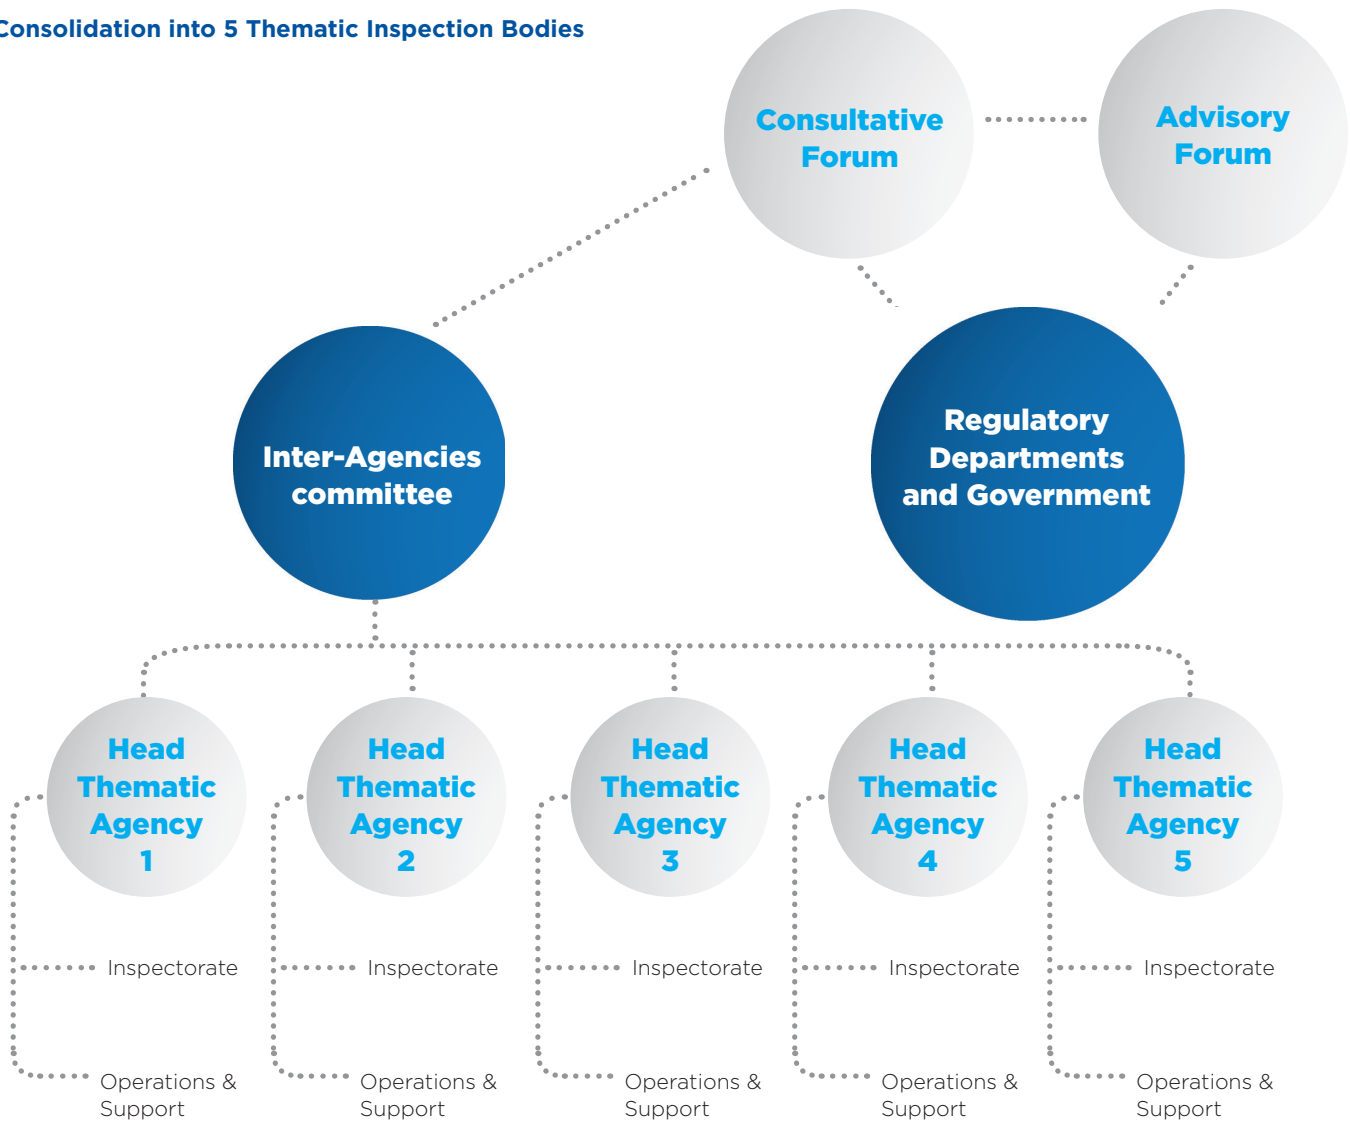 Consolidation into 5 Thematic Inspection Bodies
Consultative
Forum
Advisory
Forum
Inter-Agencies
committee
Regulatory
Departments
and Government
Head
Thematic
Agency
1
Head
Thematic
Agency
2
Head
Thematic
Agency
3
Head
Thematic
Agency
4
Head
Thematic
Agency
5
Inspectorate
Inspectorate
Inspectorate
Inspectorate
Inspectorate
Operations &
Support
Operations &
Support
Operations &
Support
Operations &
Support
Operations &
Support